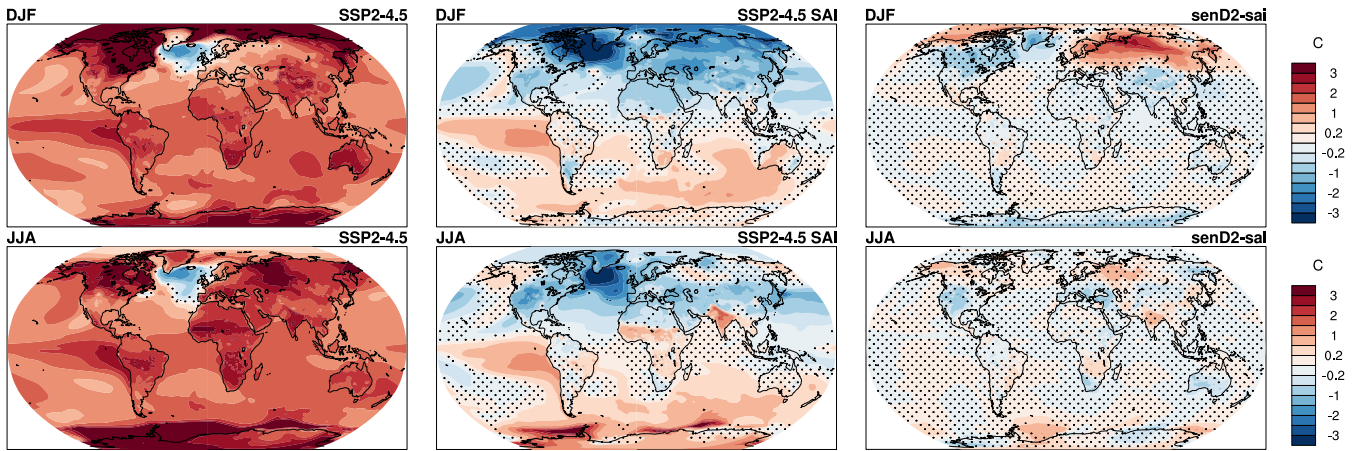 DJF SSP2-4.5
DJF SSP2-4.5 SAI
DJF senD2-sai
C
3
2
1
0.2
-0.2
-1
-2
-3
JJA SSP2-4.5
JJA SSP2-4.5 SAI
JJA senD2-sai
C
3
2
1
0.2
-0.2
-1
-2
-3